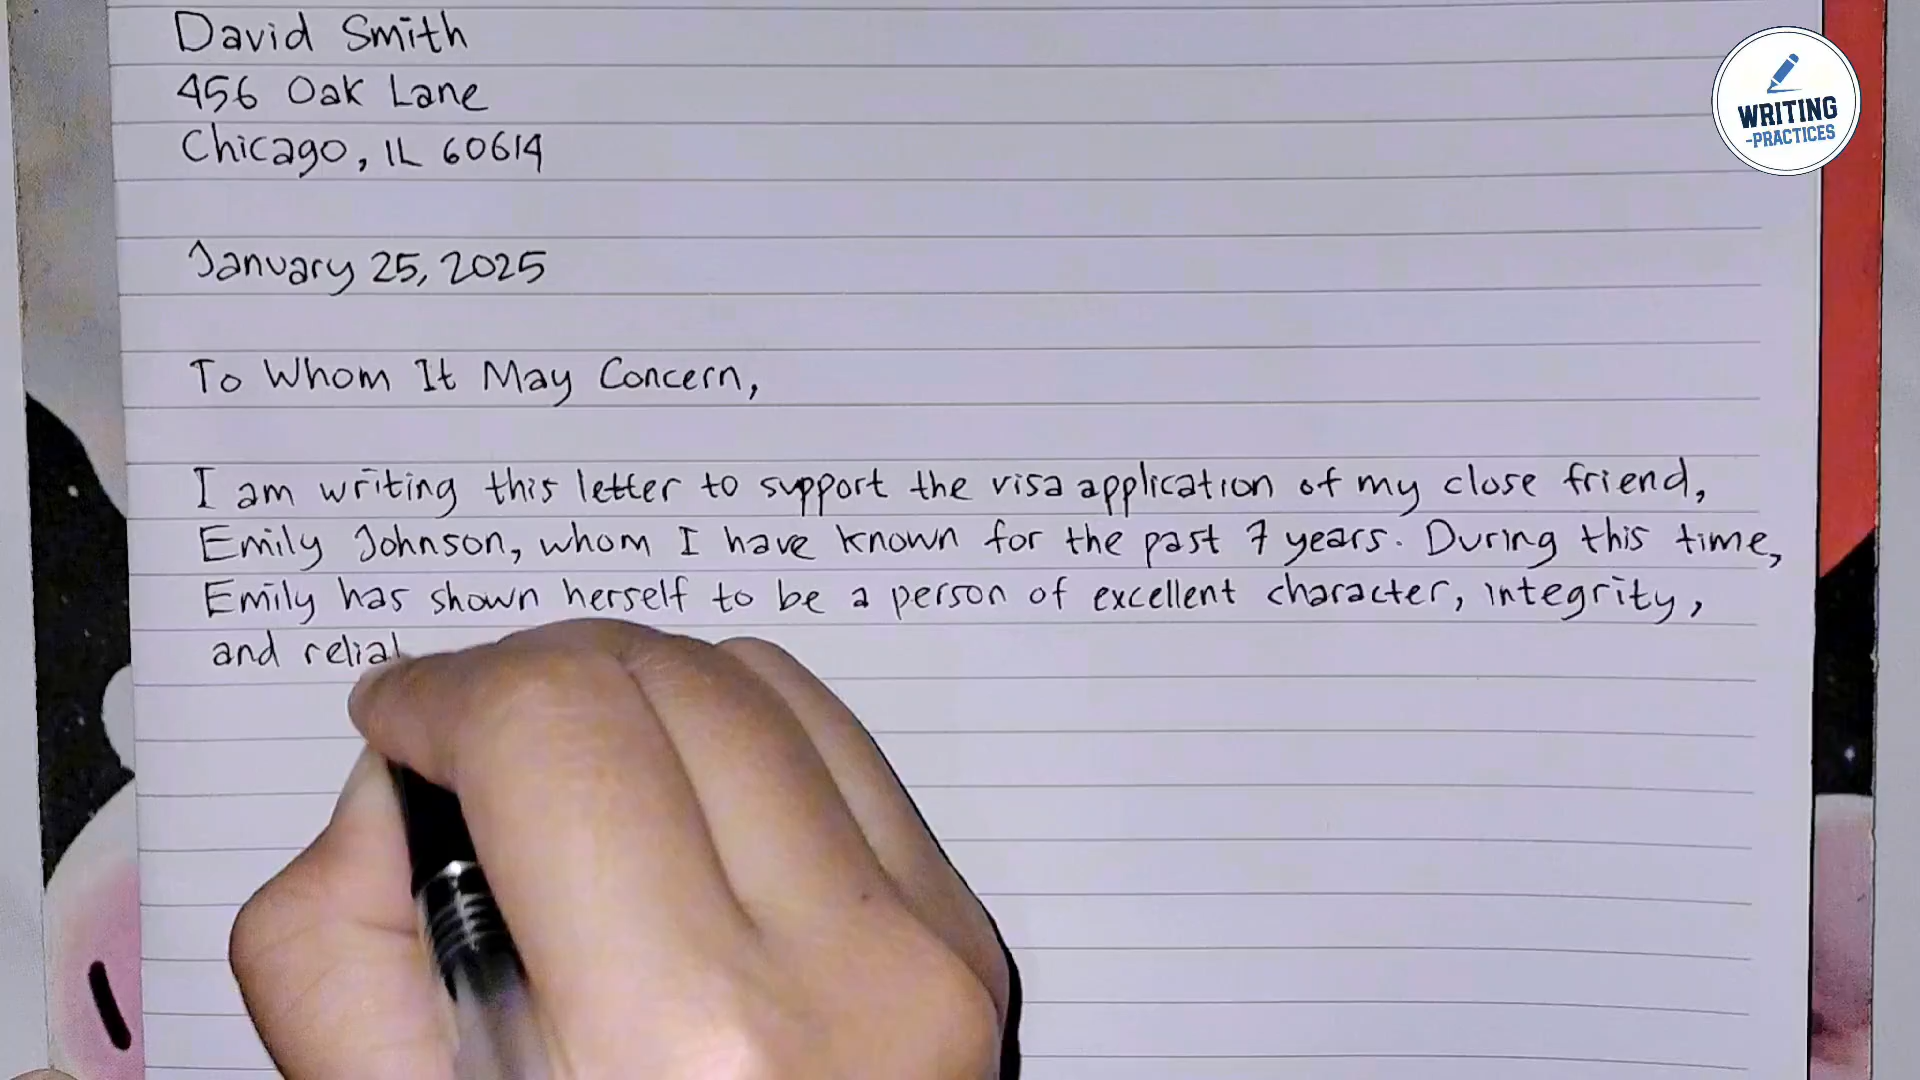 David Smith
456 Oak Lane
Chicago, IL 60614
January 25, 2025
To Whom It May Concern,
I am writing this letter to support the visa application of my close friend,
Emily Johnson, whom I have known for the past 7 years. During this time,
Emily has shown herself to be a person of excellent character, integrity,
and
WRITING
-PRACTICES